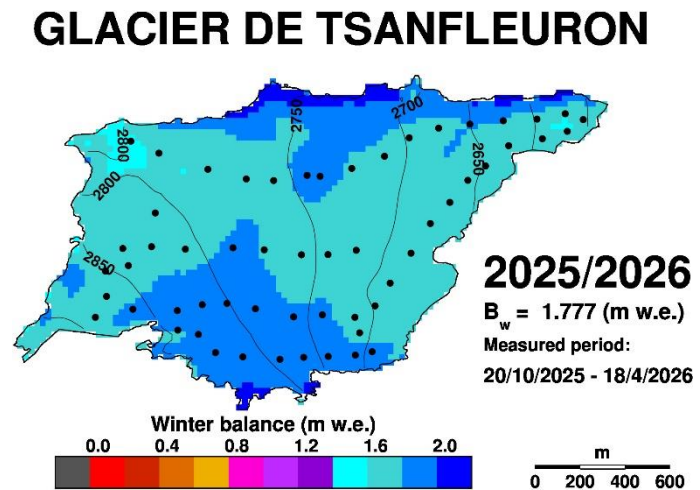 GLACIER DE TSANFLEURON
2750
2700
2800
2650
2800
2850
2025/2026
B_w = 1.777 (m w.e.)
Measured period:
20/10/2025 - 18/4/2026
Winter balance (m w.e.)
0.0 0.4 0.8 1.2 1.6 2.0
m
0 200 400 600